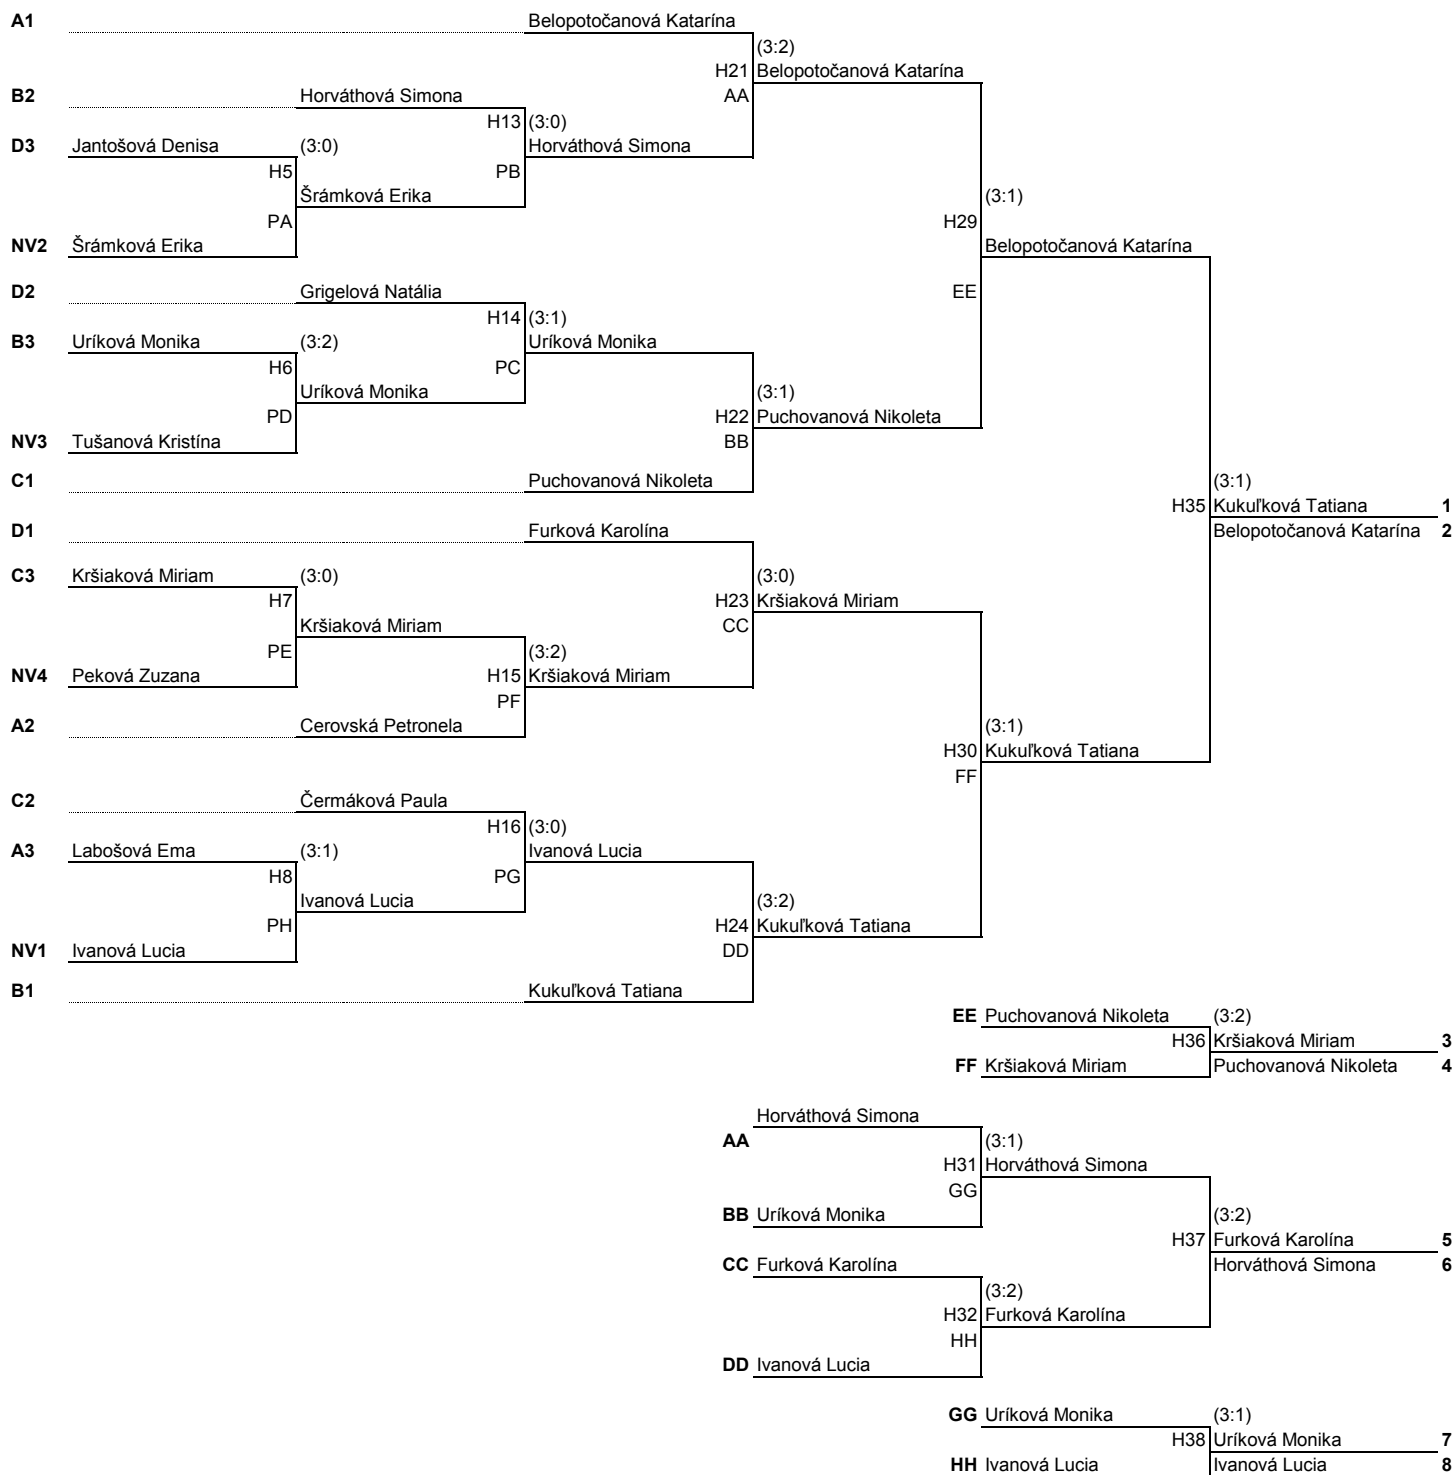 A1 Belopotočanová Katarína
(3:2)
H21 Belopotočanová Katarína
B2 Horváthová Simona AA
H13 (3:0)
D3 Jantošová Denisa (3:0) Horváthová Simona
H5 PB
Šrámková Erika (3:1)
PA H29
NV2 Šrámková Erika Belopotočanová Katarína
D2 Grigelová Natália EE
H14 (3:1)
B3 Uríková Monika (3:2) Uríková Monika
H6 PC
Uríková Monika (3:1)
PD H22 Puchovanová Nikoleta
NV3 Tušanová Kristína BB
C1 Puchovanová Nikoleta (3:1)
H35 Kukuľková Tatiana 1
D1 Furková Karolína Belopotočanová Katarína 2
C3 Kršiaková Miriam (3:0) (3:0)
H7 H23 Kršiaková Miriam
Kršiaková Miriam CC
PE (3:2)
NV4 Peková Zuzana H15 Kršiaková Miriam
PF
A2 Cerovská Petronela (3:1)
H30 Kukuľková Tatiana
FF
C2 Čermáková Paula
H16 (3:0)
A3 Labošová Ema (3:1) Ivanová Lucia
H8 PG
Ivanová Lucia (3:2)
PH H24 Kukuľková Tatiana
NV1 Ivanová Lucia DD
B1 Kukuľková Tatiana
EE Puchovanová Nikoleta (3:2)
H36 Kršiaková Miriam 3
FF Kršiaková Miriam Puchovanová Nikoleta 4
Horváthová Simona
AA (3:1)
H31 Horváthová Simona
GG
BB Uríková Monika (3:2)
H37 Furková Karolína 5
CC Furková Karolína Horváthová Simona 6
(3:2)
H32 Furková Karolína
HH
DD Ivanová Lucia
GG Uríková Monika (3:1)
H38 Uríková Monika 7
HH Ivanová Lucia Ivanová Lucia 8